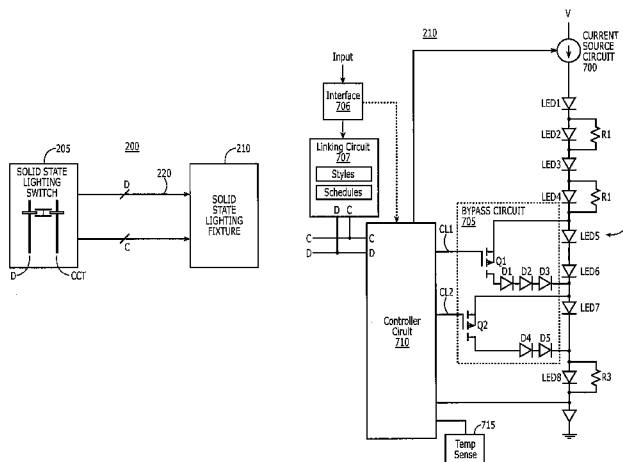 205
200
210
SOLID STATE
LIGHTING
SWITCH
D
220
SOLID
STATE
LIGHTING
FIXTURE
C
D
CCT
210
V
CURRENT
SOURCE
CIRCUIT
700
Input
Interface
706
Linking Circuit
707
Styles
Schedules
D C
C
D
C
D
Controller
Ciruit
710
CL1
CL2
BYPASS CIRCUIT
705
Q1
D1 D2 D3
Q2
D4 D5
LED1
LED2
R1
LED3
LED4
R1
LED5
LED6
LED7
LED8
R3
715
Temp
Sense